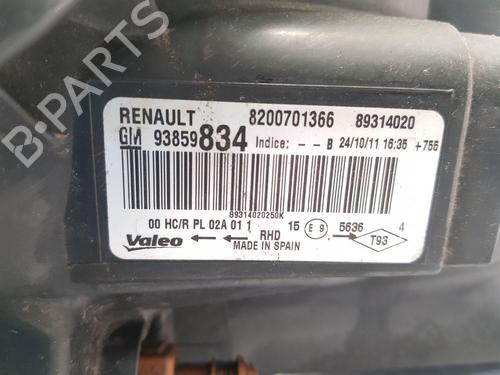 B-PARTS
RENAULT 8200701366 89314020
GM 93859834 Indice: - - B 24/10/11 16:35 +755
89314020250K
00 HC/R PL 02A 01 1 15 E 9 5636 4
Valeo RHD T93
MADE IN SPAIN